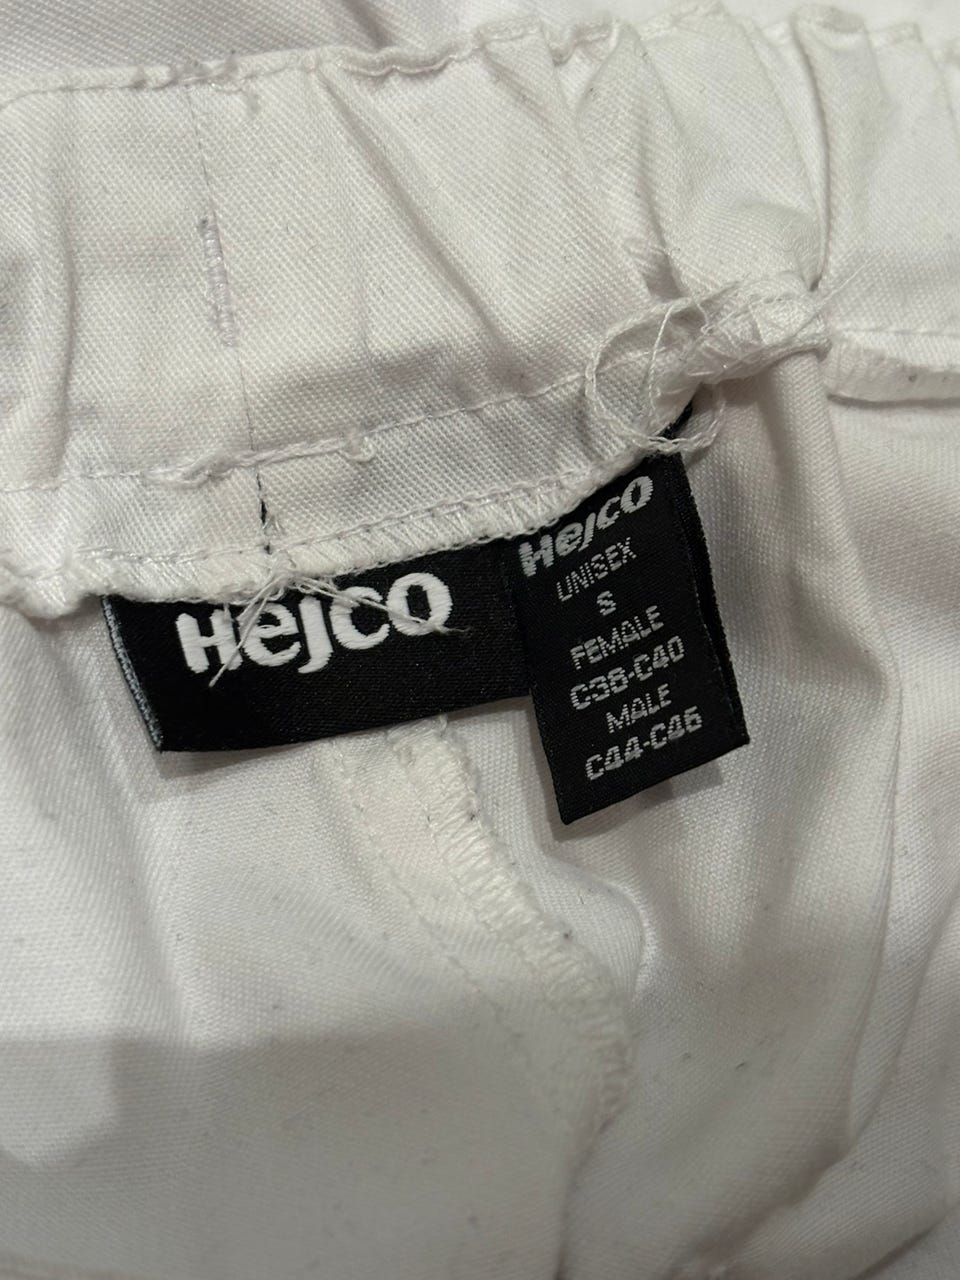 Hejco
Hejco
UNISEX
S
FEMALE
C38-C40
MALE
C44-C46